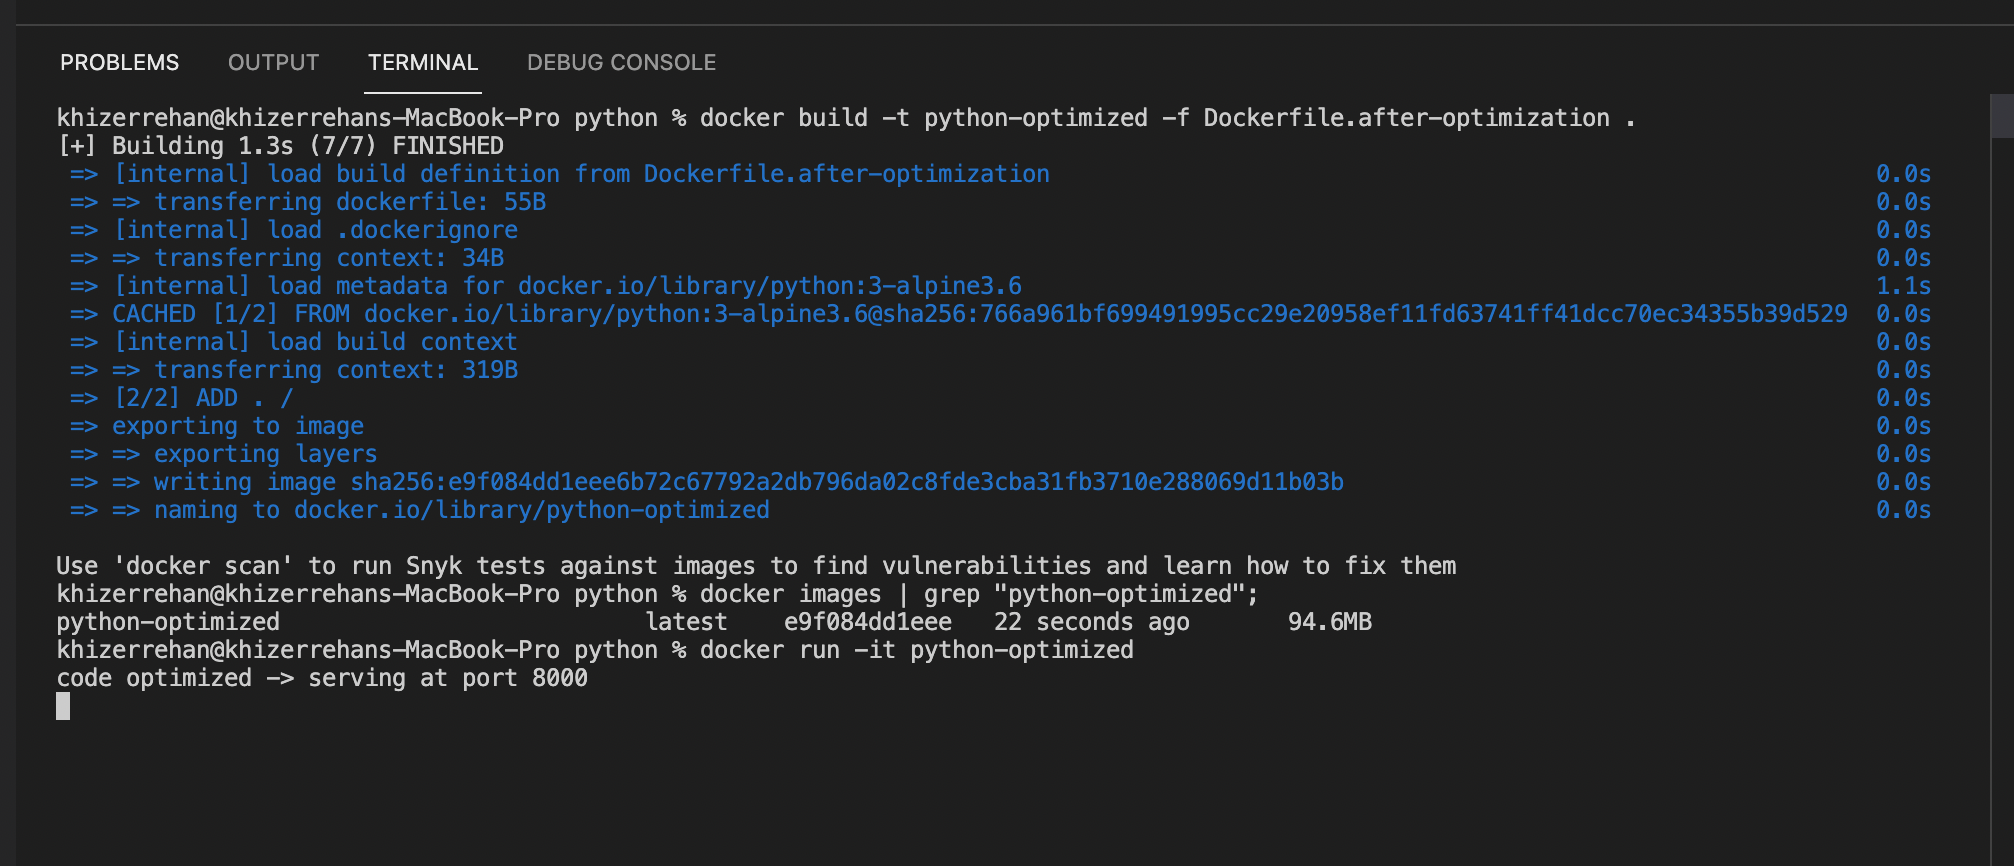 PROBLEMS OUTPUT TERMINAL DEBUG CONSOLE
khizerrehan@khizerrehans-MacBook-Pro python % docker build -t python-optimized -f Dockerfile.after-optimization .
[+] Building 1.3s (7/7) FINISHED
=> [internal] load build definition from Dockerfile.after-optimization 0.0s
=> => transferring dockerfile: 55B 0.0s
=> [internal] load .dockerignore 0.0s
=> => transferring context: 34B 0.0s
=> [internal] load metadata for docker.io/library/python:3-alpine3.6 1.1s
=> CACHED [1/2] FROM docker.io/library/python:3-alpine3.6@sha256:766a961bf699491995cc29e20958ef11fd63741ff41dcc70ec34355b39d529 0.0s
=> [internal] load build context 0.0s
=> => transferring context: 319B 0.0s
=> [2/2] ADD . / 0.0s
=> exporting to image 0.0s
=> => exporting layers 0.0s
=> => writing image sha256:e9f084dd1eee6b72c67792a2db796da02c8fde3cba31fb3710e288069d11b03b 0.0s
=> => naming to docker.io/library/python-optimized 0.0s
Use 'docker scan' to run Snyk tests against images to find vulnerabilities and learn how to fix them
khizerrehan@khizerrehans-MacBook-Pro python % docker images | grep "python-optimized";
python-optimized latest e9f084dd1eee 22 seconds ago 94.6MB
khizerrehan@khizerrehans-MacBook-Pro python % docker run -it python-optimized
code optimized -> serving at port 8000